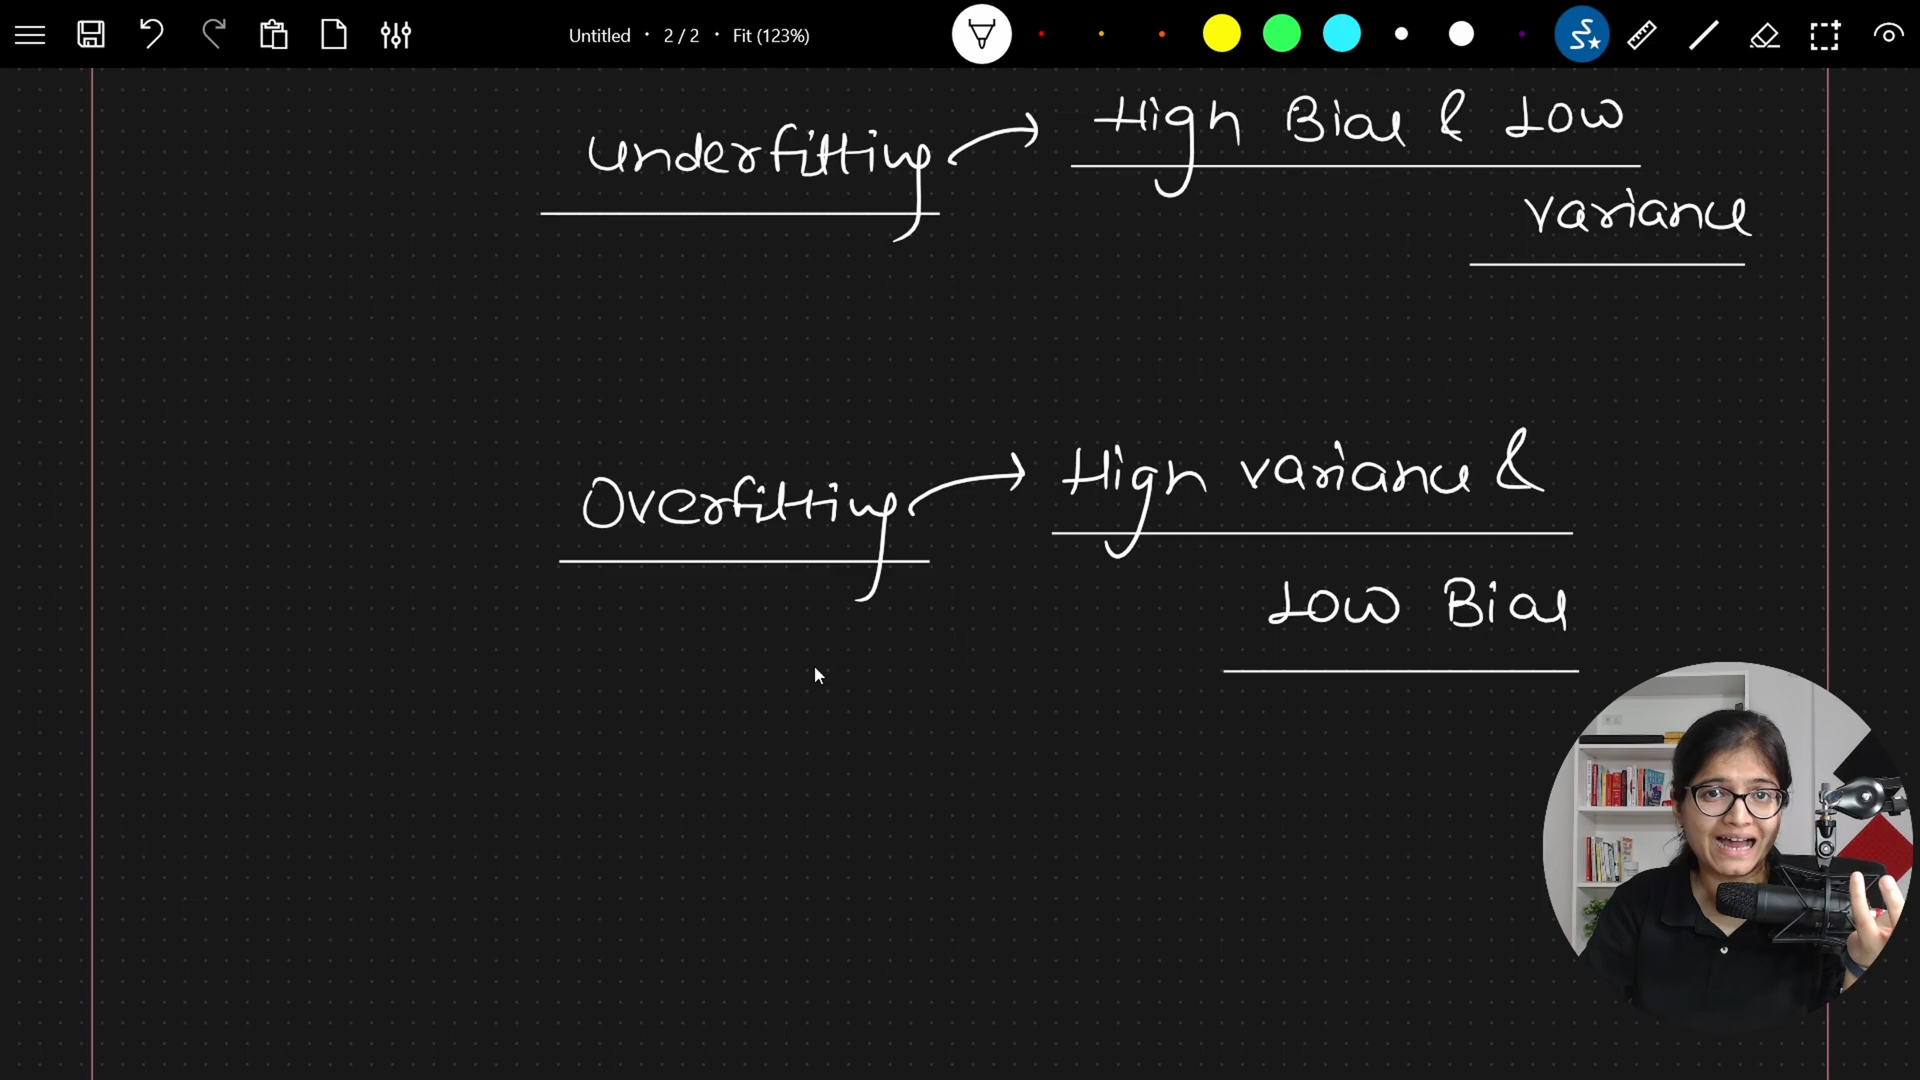 Untitled • 2 / 2 • Fit (123%)
Underfitting → High Bias & Low
variance
Overfitting → High variance &
Low Bias